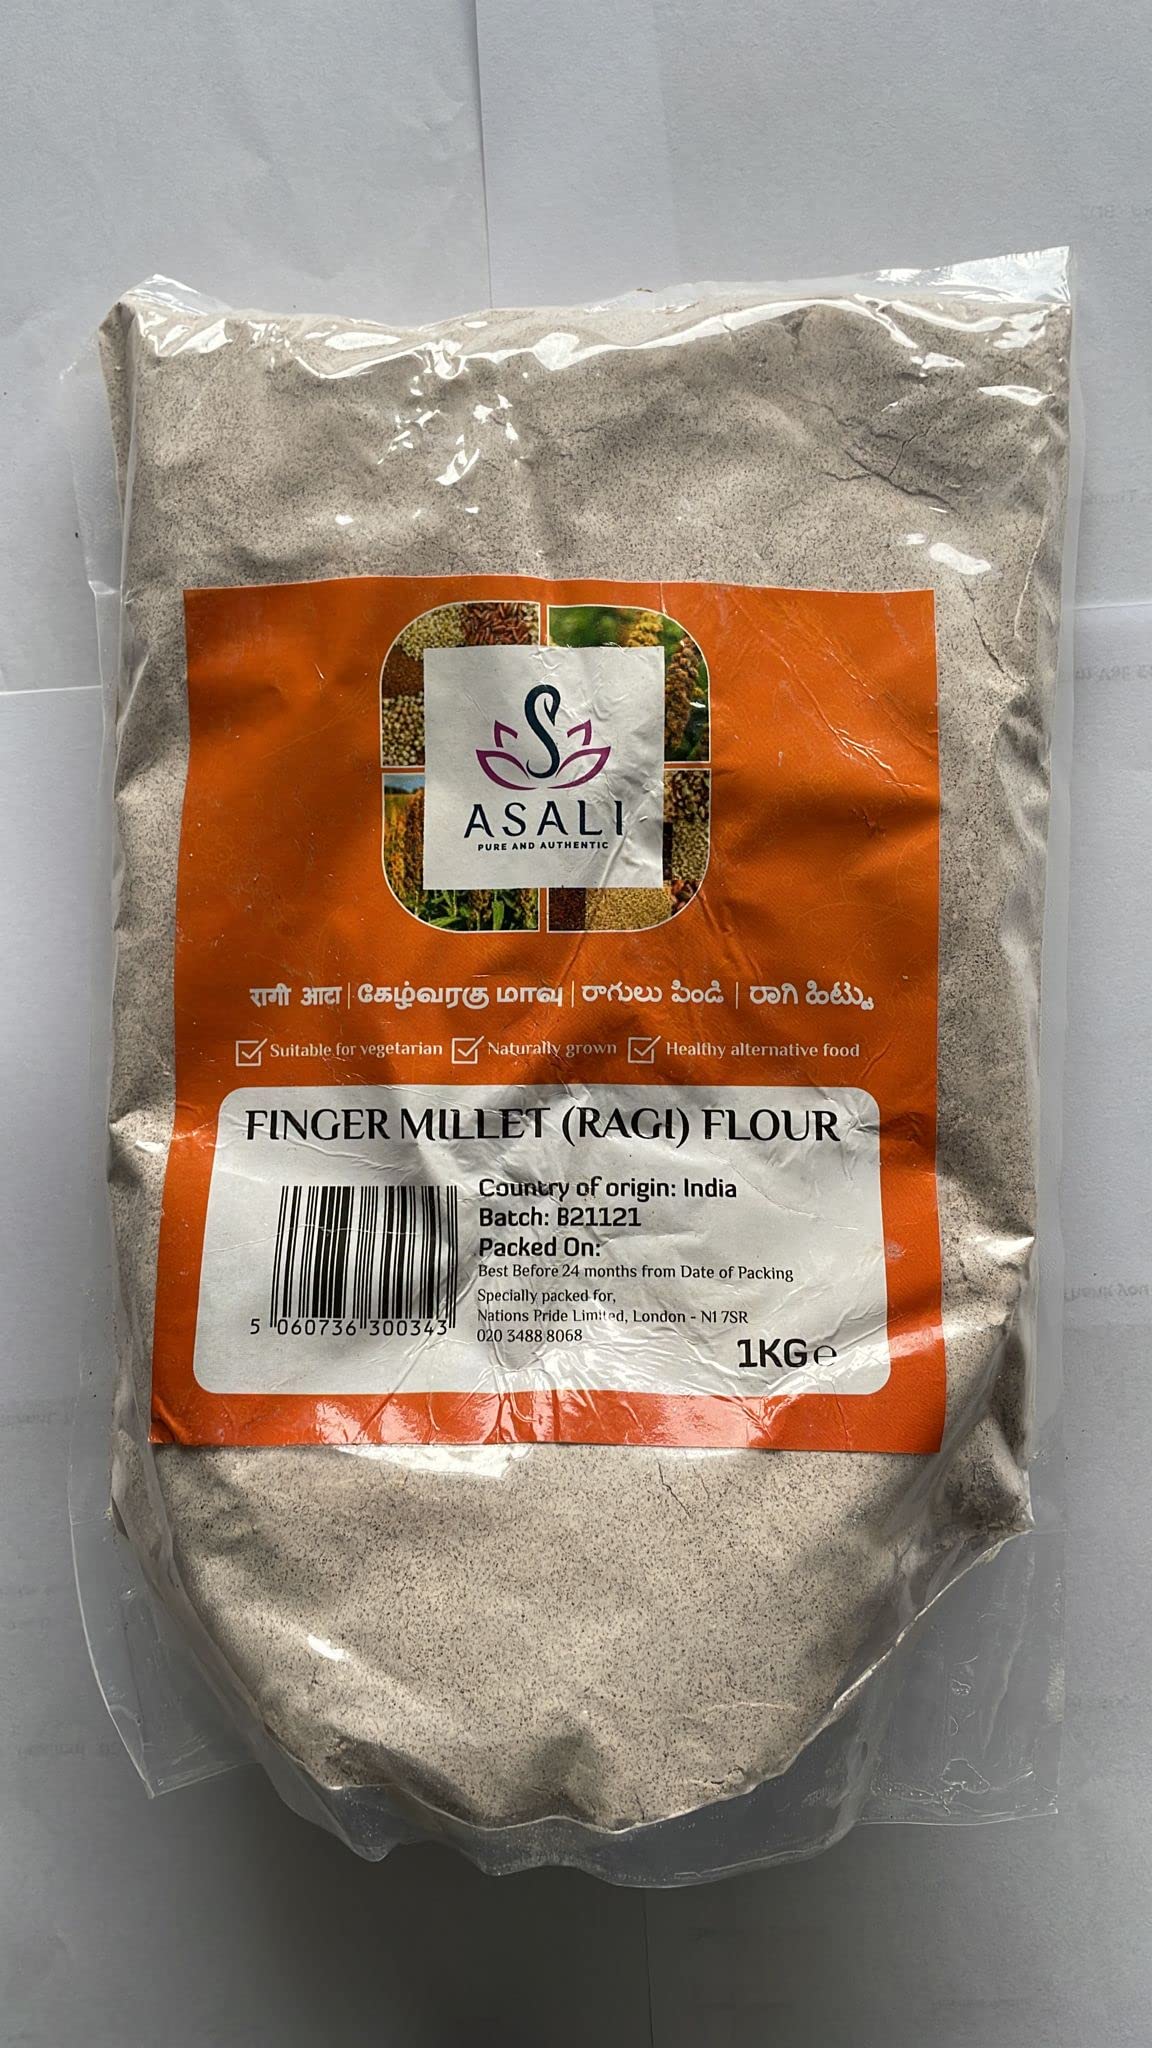 ASALI
PURE AND AUTHENTIC
रागी आटा | கேழ்வரகு மாவு | రాగులు పిండి | ರಾಗಿ ಹಿಟ್ಟು
Suitable for vegetarian Naturally grown Healthy alternative food
FINGER MILLET (RAGI) FLOUR
Country of origin: India
Batch: B21121
Packed On:
Best Before 24 months from Date of Packing
Specially packed for,
Nations Pride Limited, London - N1 7SR
020 3488 8068
5 060736 300343
1KG ℮